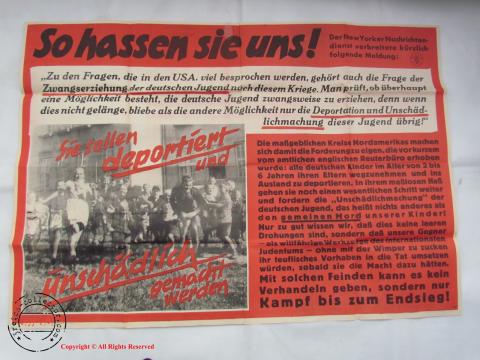 So hassen sie uns!
Der New Yorker Nachrichten-
dienst verbreitete kürzlich
folgende Meldung:
„Zu den Fragen, die in den USA. viel besprochen werden, gehört auch die Frage der
Zwangserziehung der deutschen Jugend nach diesem Kriege. Man prüft, ob überhaupt
eine Möglichkeit besteht, die deutsche Jugend zwangsweise zu erziehen, denn wenn
dies nicht gelänge, bliebe als die andere Möglichkeit nur die Deportation und Unschäd-
lichmachung dieser Jugend übrig!"
Sie sollen
deportiert
und
unschädlich
gemacht
werden
Die maßgeblichen Kreise Nordamerikas machen
sich damit die Forderung zu eigen, die vor kurzem
vom amtlichen englischen Reuterbüro erhoben
wurde: alle deutschen Kinder im Alter von 2 bis
6 Jahren ihren Eltern wegzunehmen und ins
Ausland zu deportieren. In ihrem maßlosen Haß
gehen sie noch einen wesentlichen Schritt weiter
und fordern die „Unschädlichmachung" der
deutschen Jugend, das heißt nichts anderes als
den gemeinen Mord unserer Kinder!
Nur zu gut wissen wir, daß dies keine leeren
Drohungen sind, sondern daß unsere Gegner
– als willfährige Werkzeuge des internationalen
Judentums – ohne mit der Wimper zu zucken
ihr teuflisches Vorhaben in die Tat umsetzen
würden, sobald sie die Macht dazu hätten.
Mit solchen Feinden kann es kein
Verhandeln geben, sondern nur
Kampf bis zum Endsieg!
Copyright © All Rights Reserved